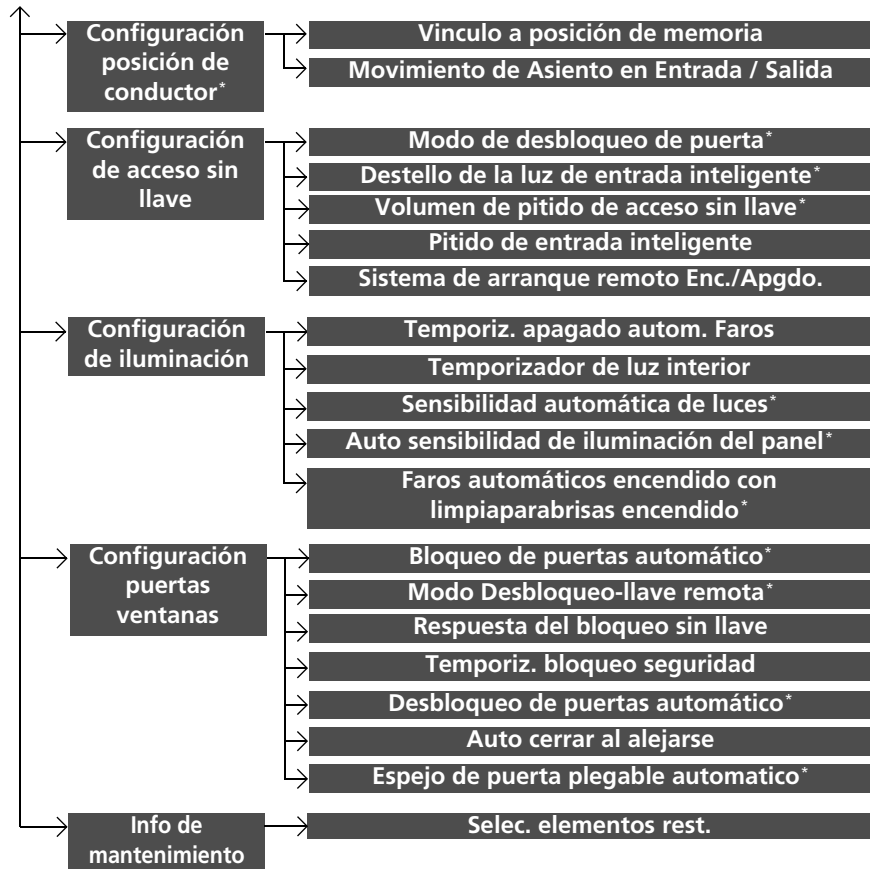 Configuración
posición de
conductor*
Vinculo a posición de memoria
Movimiento de Asiento en Entrada / Salida
Configuración
de acceso sin
llave
Modo de desbloqueo de puerta*
Destello de la luz de entrada inteligente*
Volumen de pitido de acceso sin llave*
Pitido de entrada inteligente
Sistema de arranque remoto Enc./Apgdo.
Configuración
de iluminación
Temporiz. apagado autom. Faros
Temporizador de luz interior
Sensibilidad automática de luces*
Auto sensibilidad de iluminación del panel*
Faros automáticos encendido con
limpiaparabrisas encendido*
Configuración
puertas
ventanas
Bloqueo de puertas automático*
Modo Desbloqueo-llave remota*
Respuesta del bloqueo sin llave
Temporiz. bloqueo seguridad
Desbloqueo de puertas automático*
Auto cerrar al alejarse
Espejo de puerta plegable automatico*
Info de
mantenimiento
Selec. elementos rest.